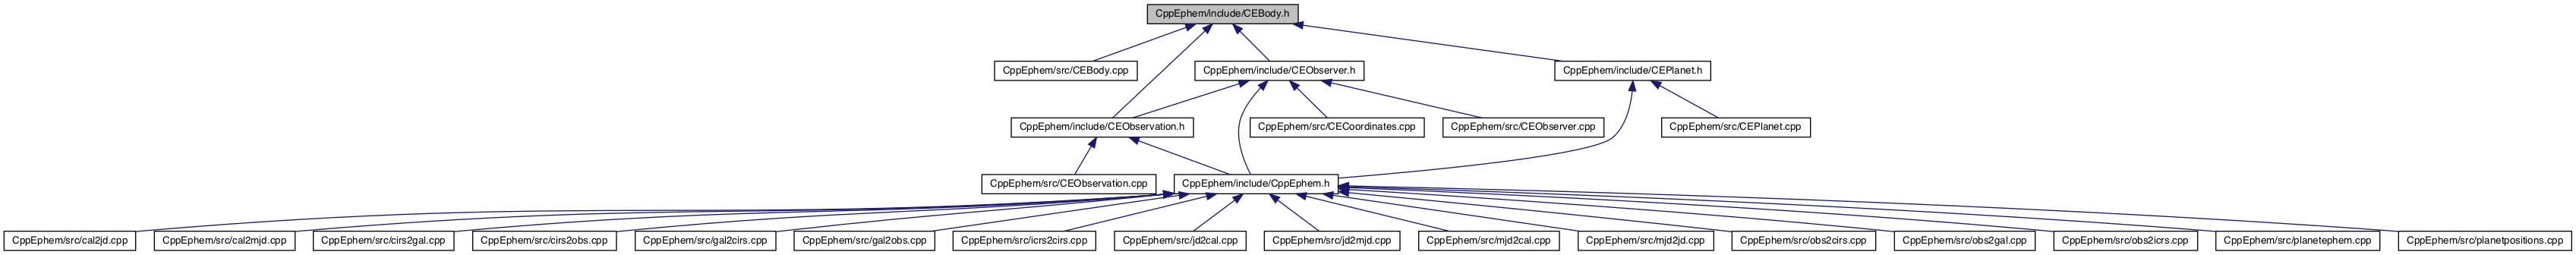 CppEphem/include/CEBody.h
CppEphem/src/CEBody.cpp
CppEphem/include/CEObserver.h
CppEphem/include/CEPlanet.h
CppEphem/include/CEObservation.h
CppEphem/src/CECoordinates.cpp
CppEphem/src/CEObserver.cpp
CppEphem/src/CEPlanet.cpp
CppEphem/src/CEObservation.cpp
CppEphem/include/CppEphem.h
CppEphem/src/cal2jd.cpp
CppEphem/src/cal2mjd.cpp
CppEphem/src/cirs2gal.cpp
CppEphem/src/cirs2obs.cpp
CppEphem/src/gal2cirs.cpp
CppEphem/src/gal2obs.cpp
CppEphem/src/icrs2cirs.cpp
CppEphem/src/jd2cal.cpp
CppEphem/src/jd2mjd.cpp
CppEphem/src/mjd2cal.cpp
CppEphem/src/mjd2jd.cpp
CppEphem/src/obs2cirs.cpp
CppEphem/src/obs2gal.cpp
CppEphem/src/obs2icrs.cpp
CppEphem/src/planetephem.cpp
CppEphem/src/planetpositions.cpp